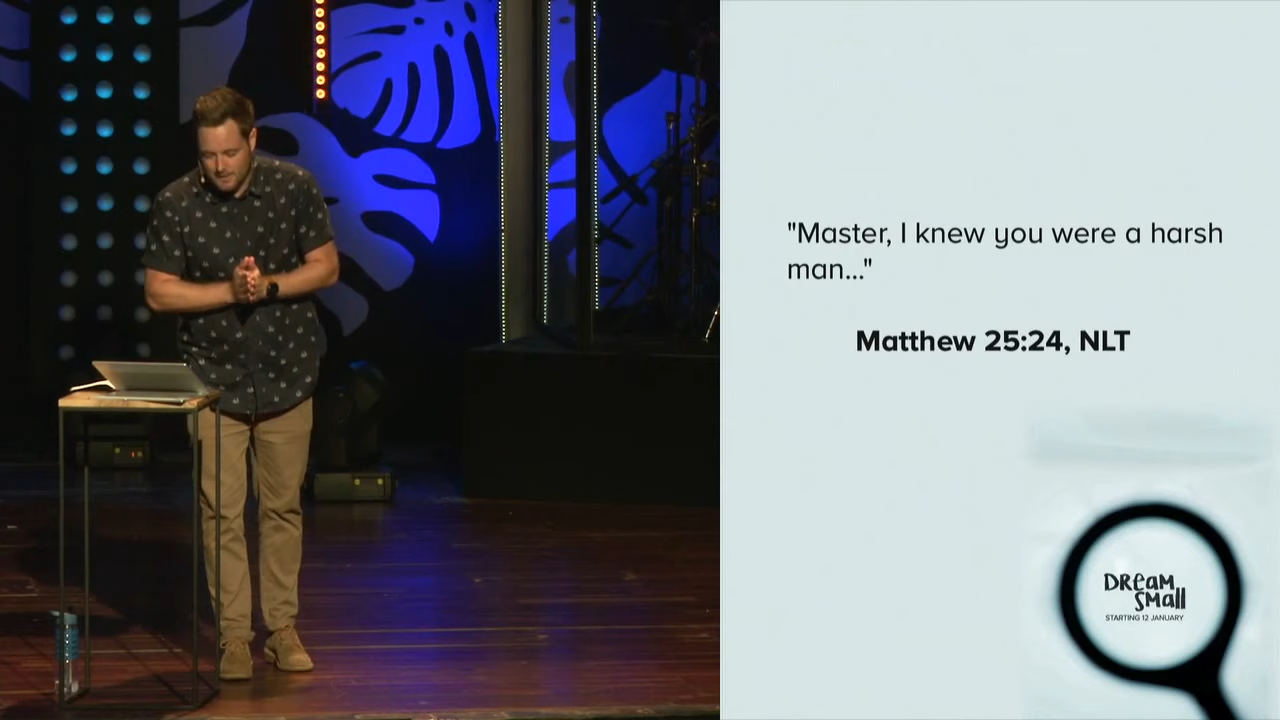 "Master, I knew you were a harsh
man..."
Matthew 25:24, NLT
DReam
Small
STARTING 12 JANUARY